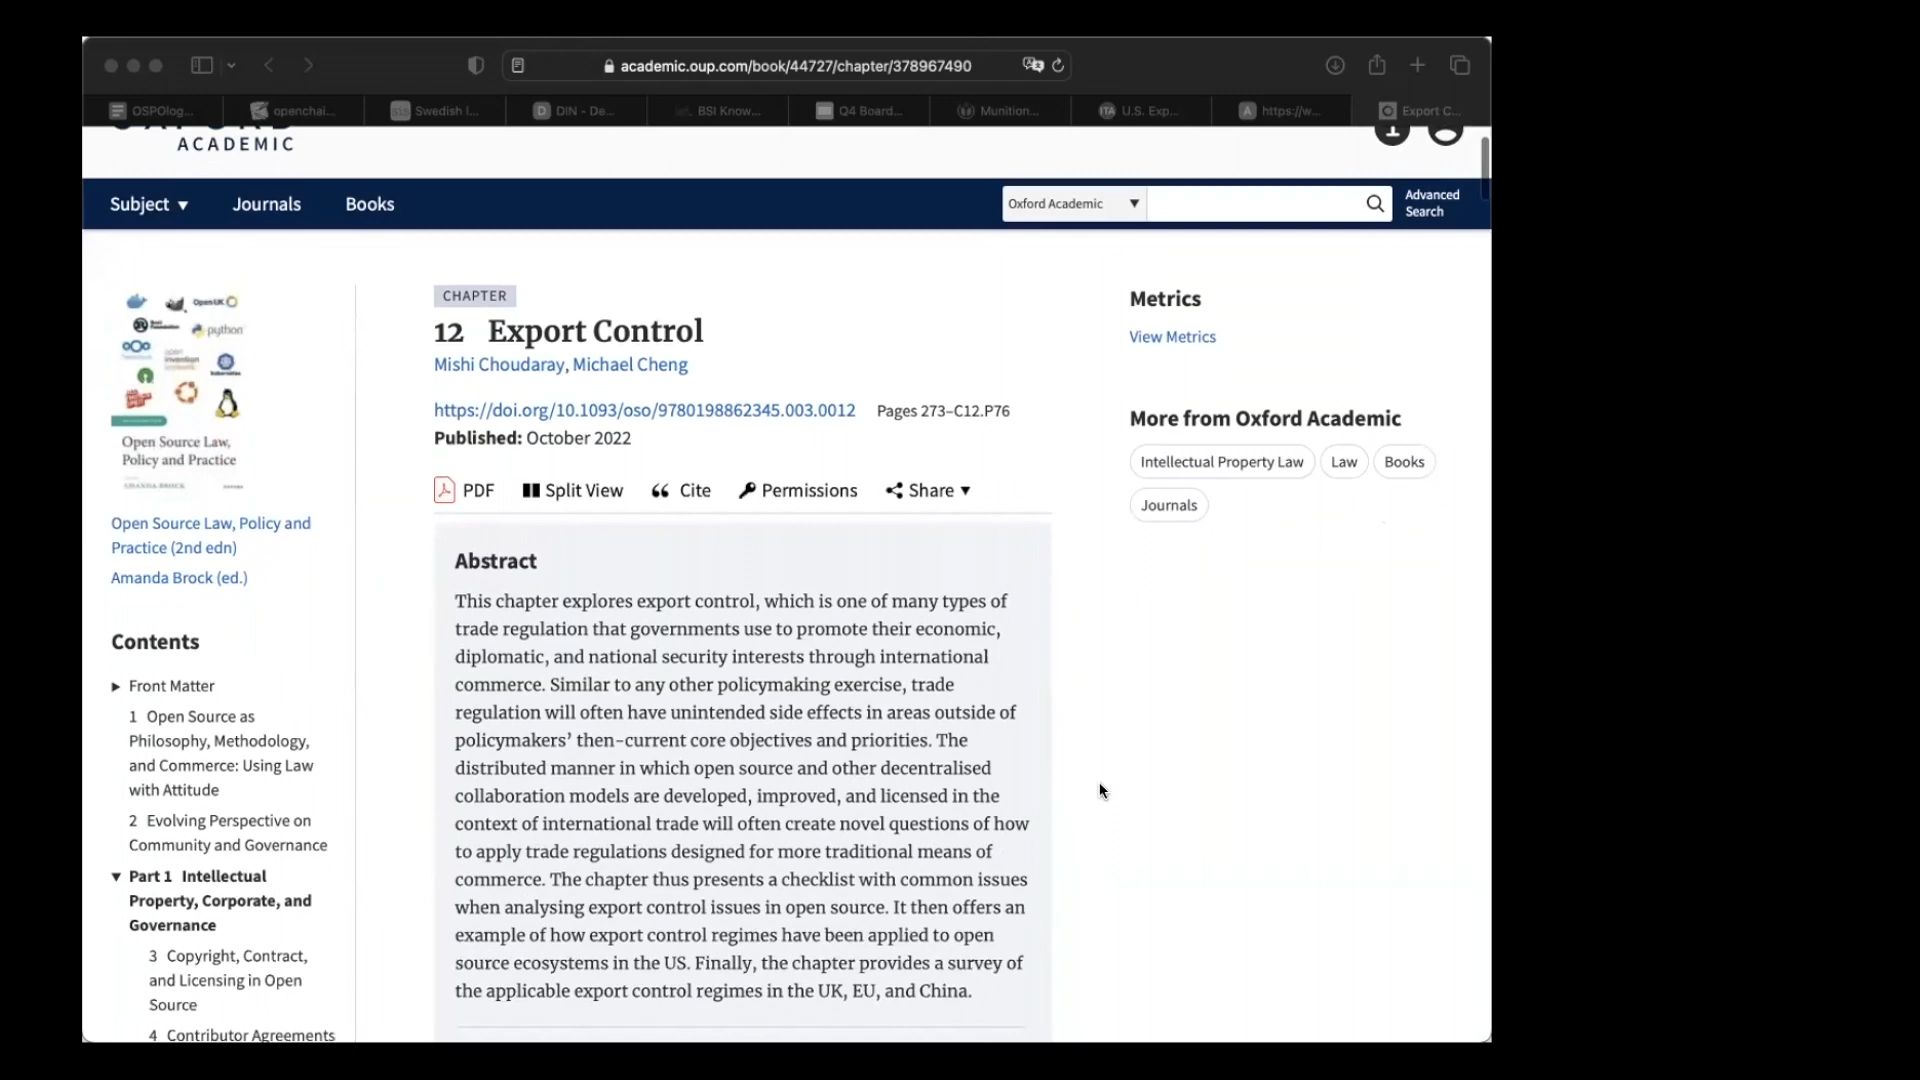 academic.oup.com/book/44727/chapter/378967490
OSPOlog...
openchai...
Swedish I...
DIN - De...
BSI Know...
Q4 Board...
Munition...
U.S. Exp...
https://w...
Export C...
ACADEMIC
Subject
Journals
Books
Oxford Academic
Advanced
Search
OpenUK
python
Open Source Law,
Policy and Practice
AMANDA BROCK
Open Source Law, Policy and
Practice (2nd edn)
Amanda Brock (ed.)
Contents
Front Matter
1 Open Source as
Philosophy, Methodology,
and Commerce: Using Law
with Attitude
2 Evolving Perspective on
Community and Governance
Part 1 Intellectual
Property, Corporate, and
Governance
3 Copyright, Contract,
and Licensing in Open
Source
4 Contributor Agreements
CHAPTER
12 Export Control
Mishi Choudaray, Michael Cheng
https://doi.org/10.1093/oso/9780198862345.003.0012 Pages 273–C12.P76
Published: October 2022
PDF
Split View
Cite
Permissions
Share
Abstract
This chapter explores export control, which is one of many types of
trade regulation that governments use to promote their economic,
diplomatic, and national security interests through international
commerce. Similar to any other policymaking exercise, trade
regulation will often have unintended side effects in areas outside of
policymakers’ then-current core objectives and priorities. The
distributed manner in which open source and other decentralised
collaboration models are developed, improved, and licensed in the
context of international trade will often create novel questions of how
to apply trade regulations designed for more traditional means of
commerce. The chapter thus presents a checklist with common issues
when analysing export control issues in open source. It then offers an
example of how export control regimes have been applied to open
source ecosystems in the US. Finally, the chapter provides a survey of
the applicable export control regimes in the UK, EU, and China.
Metrics
View Metrics
More from Oxford Academic
Intellectual Property Law
Law
Books
Journals